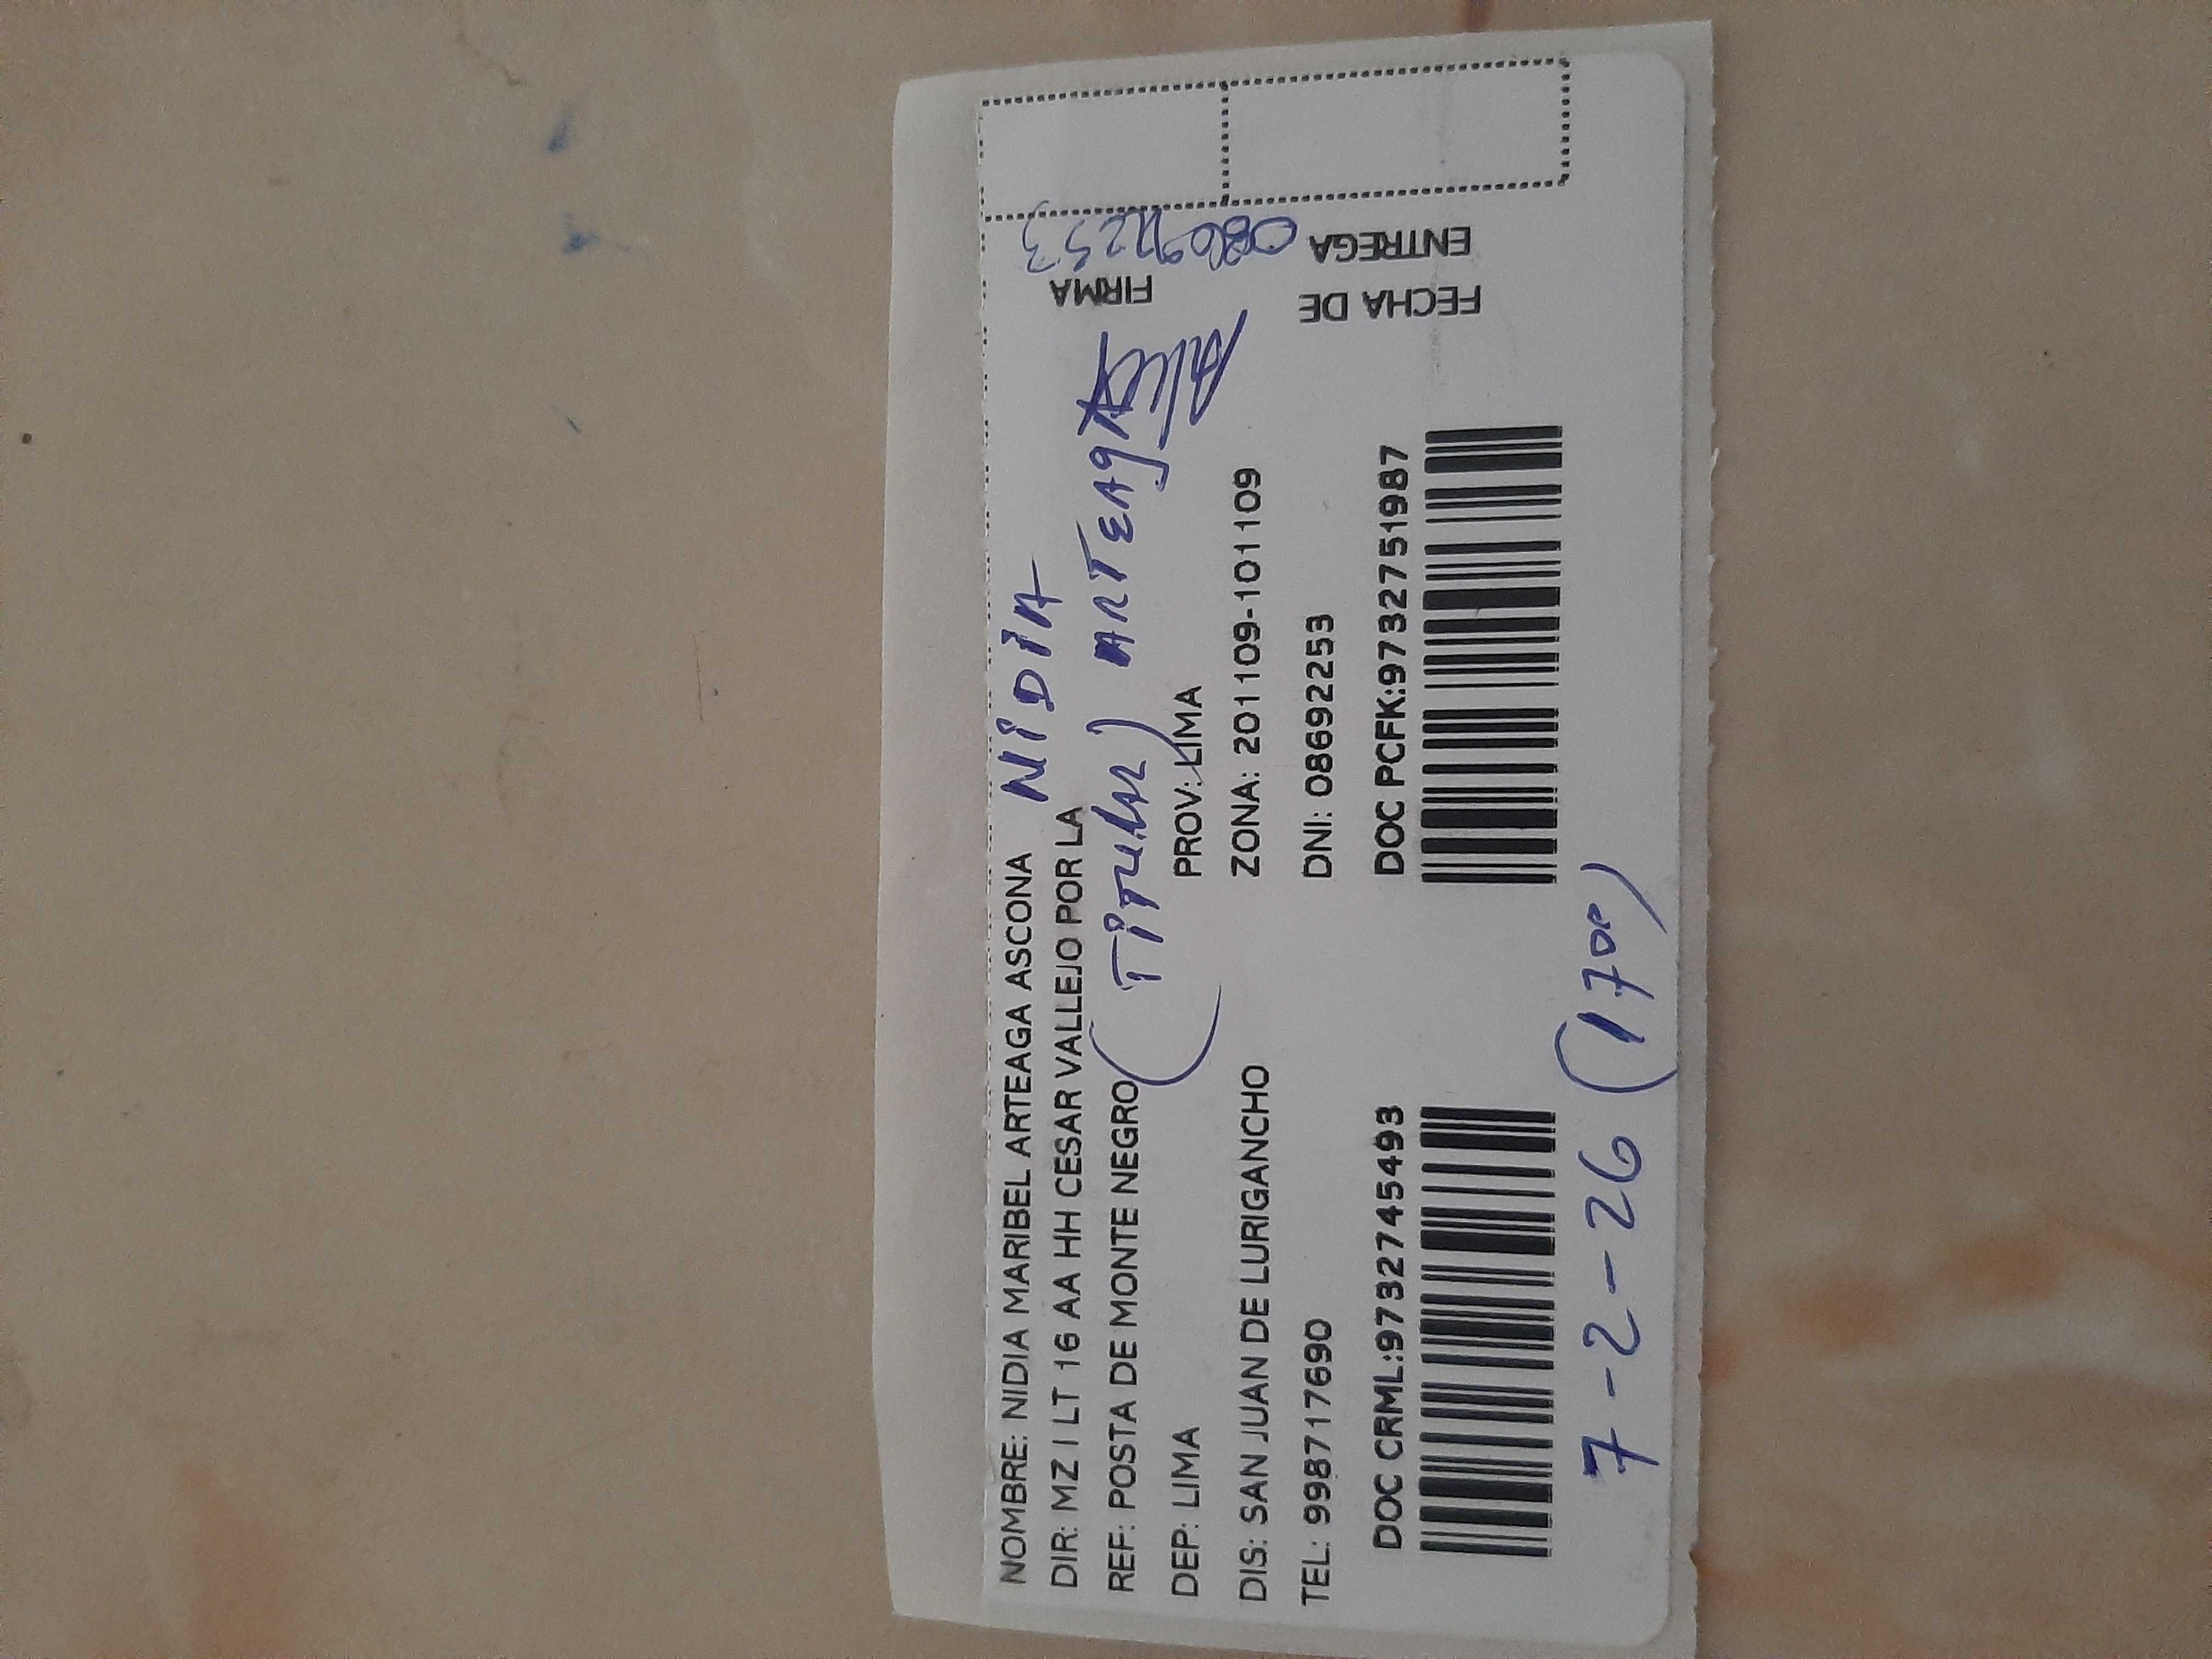 NOMBRE: NIDIA MARIBEL ARTEAGA ASCONA NIDIA
DIR: MZ I LT 16 AA HH CESAR VALLEJO POR LA
REF: POSTA DE MONTE NEGRO (TITULAR) ARTEAGA
DEP: LIMA PROV: LIMA
DIS: SAN JUAN DE LURIGANCHO ZONA: 201109-101109
TEL: 998717690 DNI: 08692253
DOC CRML:9732745493 DOC PCFK:9732751987
7-2-26 (1700)
FIRMA
08692253
FECHA DE
ENTREGA